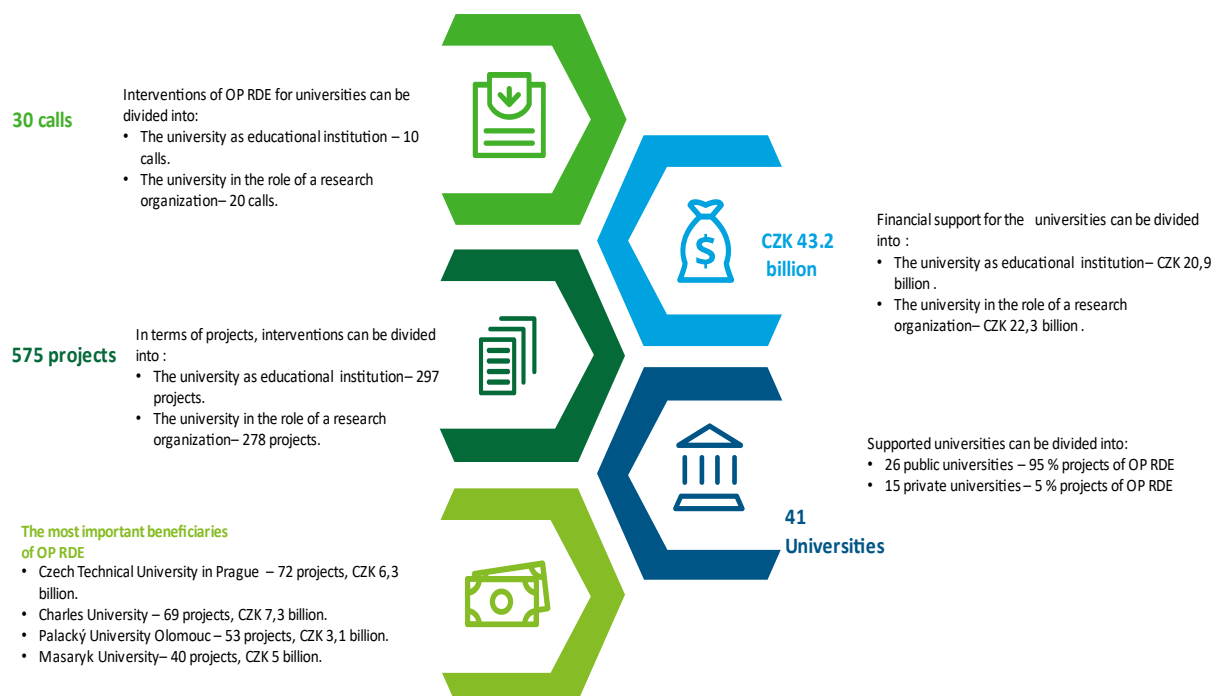 30 calls
Interventions of OP RDE for universities can be
divided into:
• The university as educational institution – 10
calls.
• The university in the role of a research
organization– 20 calls.
$
CZK 43.2
billion
Financial support for the universities can be divided
into :
• The university as educational institution– CZK 20,9
billion .
• The university in the role of a research
organization– CZK 22,3 billion .
575 projects
In terms of projects, interventions can be divided
into :
• The university as educational institution– 297
projects.
• The university in the role of a research
organization– 278 projects.
41
Universities
Supported universities can be divided into:
• 26 public universities – 95 % projects of OP RDE
• 15 private universities – 5 % projects of OP RDE
The most important beneficiaries
of OP RDE
• Czech Technical University in Prague – 72 projects, CZK 6,3
billion.
• Charles University – 69 projects, CZK 7,3 billion.
• Palacký University Olomouc – 53 projects, CZK 3,1 billion.
• Masaryk University– 40 projects, CZK 5 billion.